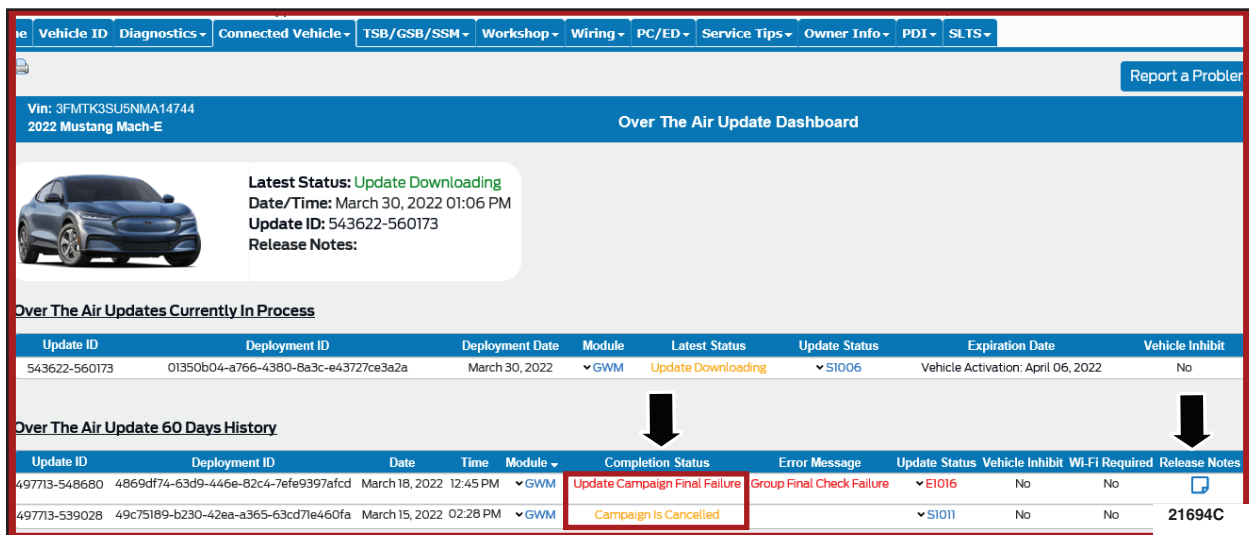 ne Vehicle ID Diagnostics Connected Vehicle TSB/GSB/SSM Workshop Wiring PC/ED Service Tips Owner Info PDI SLTS
Report a Probler
Vin: 3FMTK3SU5NMA14744
2022 Mustang Mach-E
Over The Air Update Dashboard
Latest Status: Update Downloading
Date/Time: March 30, 2022 01:06 PM
Update ID: 543622-560173
Release Notes:
Over The Air Updates Currently In Process
Update ID Deployment ID Deployment Date Module Latest Status Update Status Expiration Date Vehicle Inhibit
543622-560173 01350b04-a766-4380-8a3c-e43727ce3a2a March 30, 2022 GWM Update Downloading S1006 Vehicle Activation: April 06, 2022 No
Over The Air Update 60 Days History
Update ID Deployment ID Date Time Module Completion Status Error Message Update Status Vehicle Inhibit Wi-Fi Required Release Notes
497713-548680 4869df74-63d9-446e-82c4-7efe9397afcd March 18, 2022 12:45 PM GWM Update Campaign Final Failure Group Final Check Failure E1016 No No
497713-539028 49c75189-b230-42ea-a365-63cd71e460fa March 15, 2022 02:28 PM GWM Campaign Is Cancelled S1011 No No
21694C